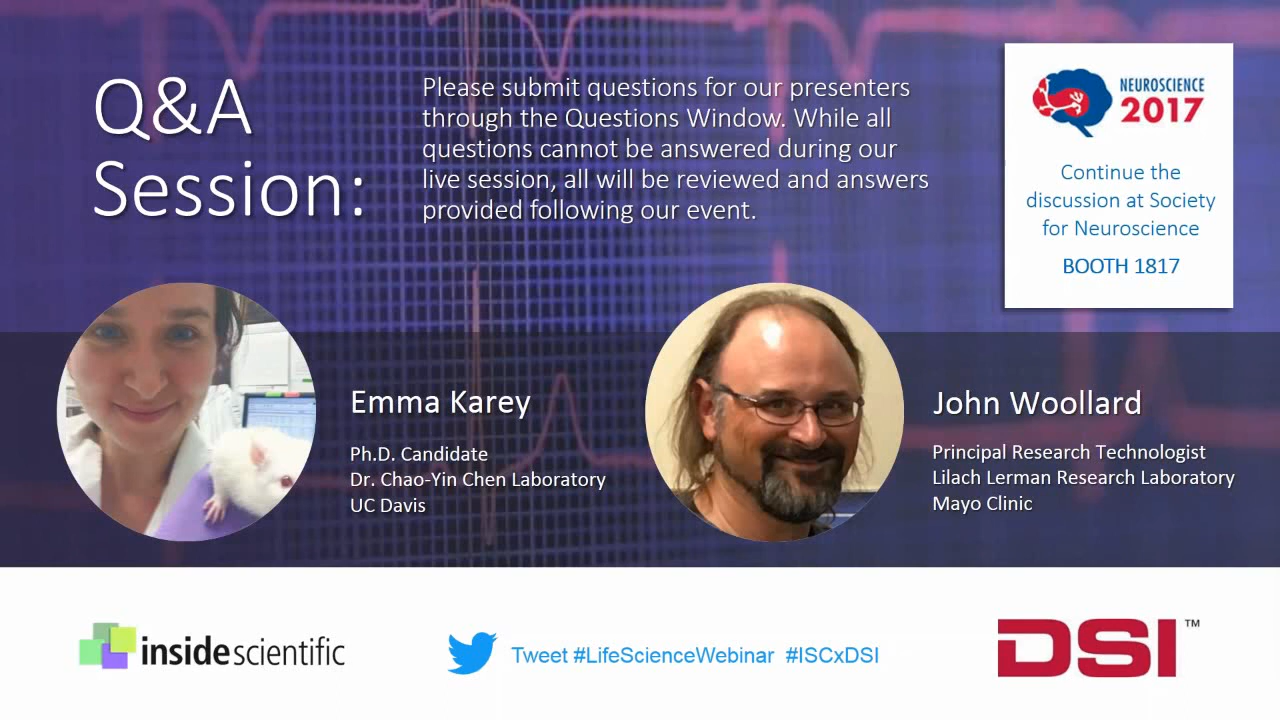 Q&A
Session:
Please submit questions for our presenters
through the Questions Window. While all
questions cannot be answered during our
live session, all will be reviewed and answers
provided following our event.
NEUROSCIENCE
2017
Continue the
discussion at Society
for Neuroscience
BOOTH 1817
Emma Karey
Ph.D. Candidate
Dr. Chao-Yin Chen Laboratory
UC Davis
John Woollard
Principal Research Technologist
Lilach Lerman Research Laboratory
Mayo Clinic
insidescientific
Tweet #LifeScienceWebinar #ISCxDSI
DSI™